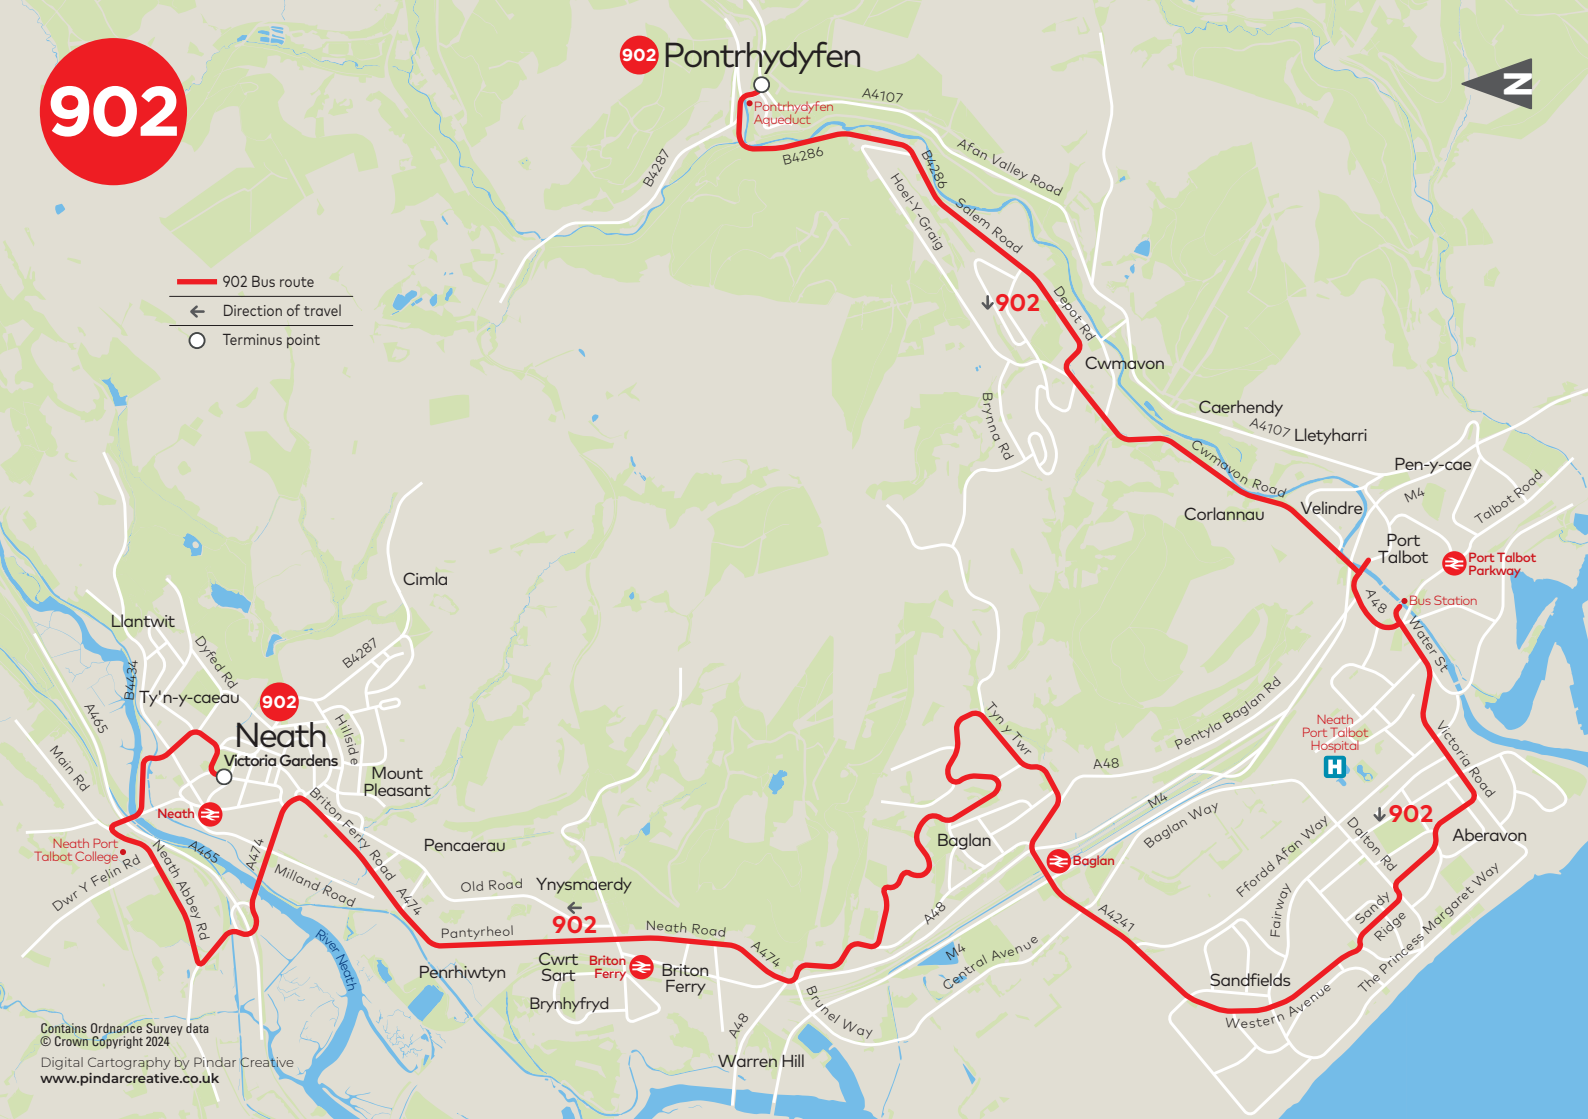 902
902 Pontrhydyfen
N
Pontrhydyfen
Aqueduct
A4107
B4286
B4287
B4286
Afan Valley Road
Hoel-Y-Graig
Salem Road
902 Bus route
Direction of travel
Terminus point
902
Depot Rd
Cwmavon
Brynna Rd
Caerhendy
A4107
Lletyharri
Cwmavon Road
Pen-y-cae
M4
Talbot Road
Corlannau
Velindre
Port
Talbot
Port Talbot
Parkway
A48
Bus Station
Water St
Cimla
Llantwit
Dyfed Rd
B4287
B4434
Ty'n-y-caeau
902
Neath
Victoria Gardens
Hillside
A465
Main Rd
Mount
Pleasant
Neath
Briton Ferry Road
Neath Port
Talbot College
A465
A474
Dwr Y Felin Rd
Neath Abbey Rd
Milland Road
River Neath
Pencaerau
Old Road
Ynysmaerdy
A474
902
Pantyrheol
Neath Road
A474
Penrhiwtyn
Cwrt
Sart
Briton
Ferry
Briton
Ferry
Brynhyfryd
A48
Warren Hill
Brunel Way
Tyn y Twr
Baglan
A48
M4
Central Avenue
Baglan
A48
Pentyla Baglan Rd
M4
Baglan Way
Neath
Port Talbot
Hospital
H
Victoria Road
902
Aberavon
Dalton Rd
Ffordd Afan Way
Fairway
Sandy
Ridge
The Princess Margaret Way
A4241
Sandfields
Western Avenue
Contains Ordnance Survey data
© Crown Copyright 2024
Digital Cartography by Pindar Creative
www.pindarcreative.co.uk